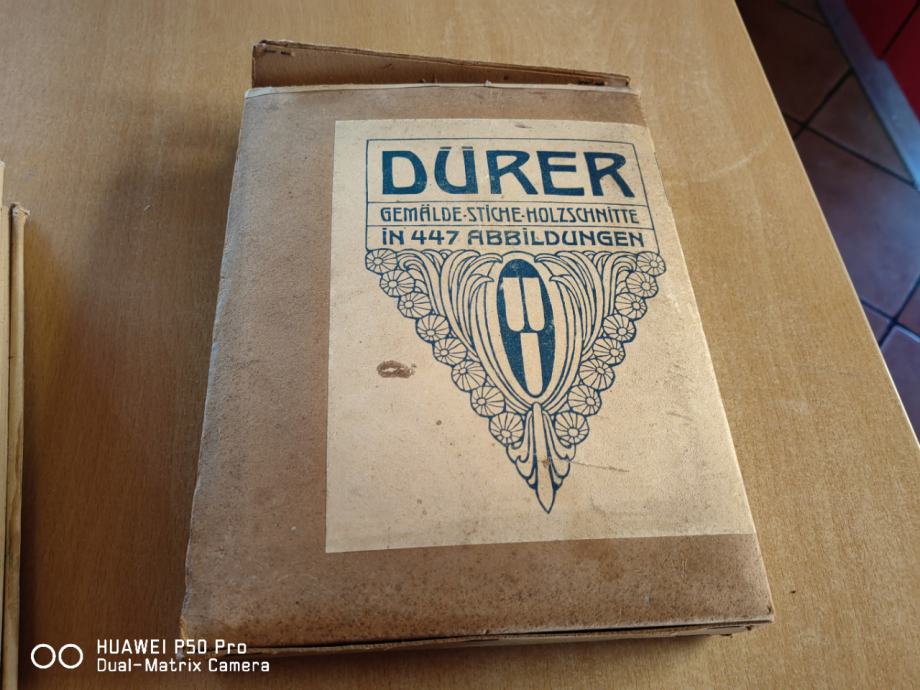 DÜRER
GEMÄLDE·STICHE·HOLZSCHNITTE
IN 447 ABBILDUNGEN
HUAWEI P50 Pro
Dual-Matrix Camera